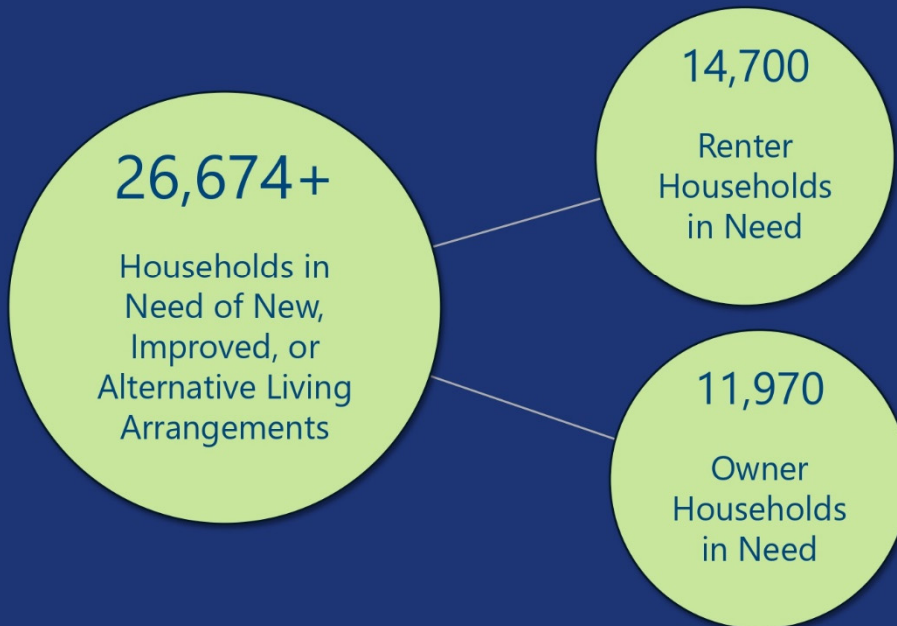 26,674+
Households in
Need of New,
Improved, or
Alternative Living
Arrangements
14,700
Renter
Households
in Need
11,970
Owner
Households
in Need